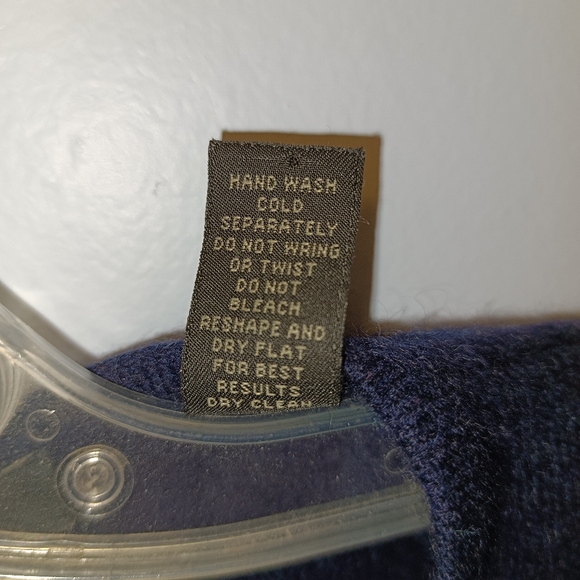 HAND WASH
COLD
SEPARATELY
DO NOT WRING
OR TWIST
DO NOT
BLEACH
RESHAPE AND
DRY FLAT
FOR BEST
RESULTS
DRY CLEAN